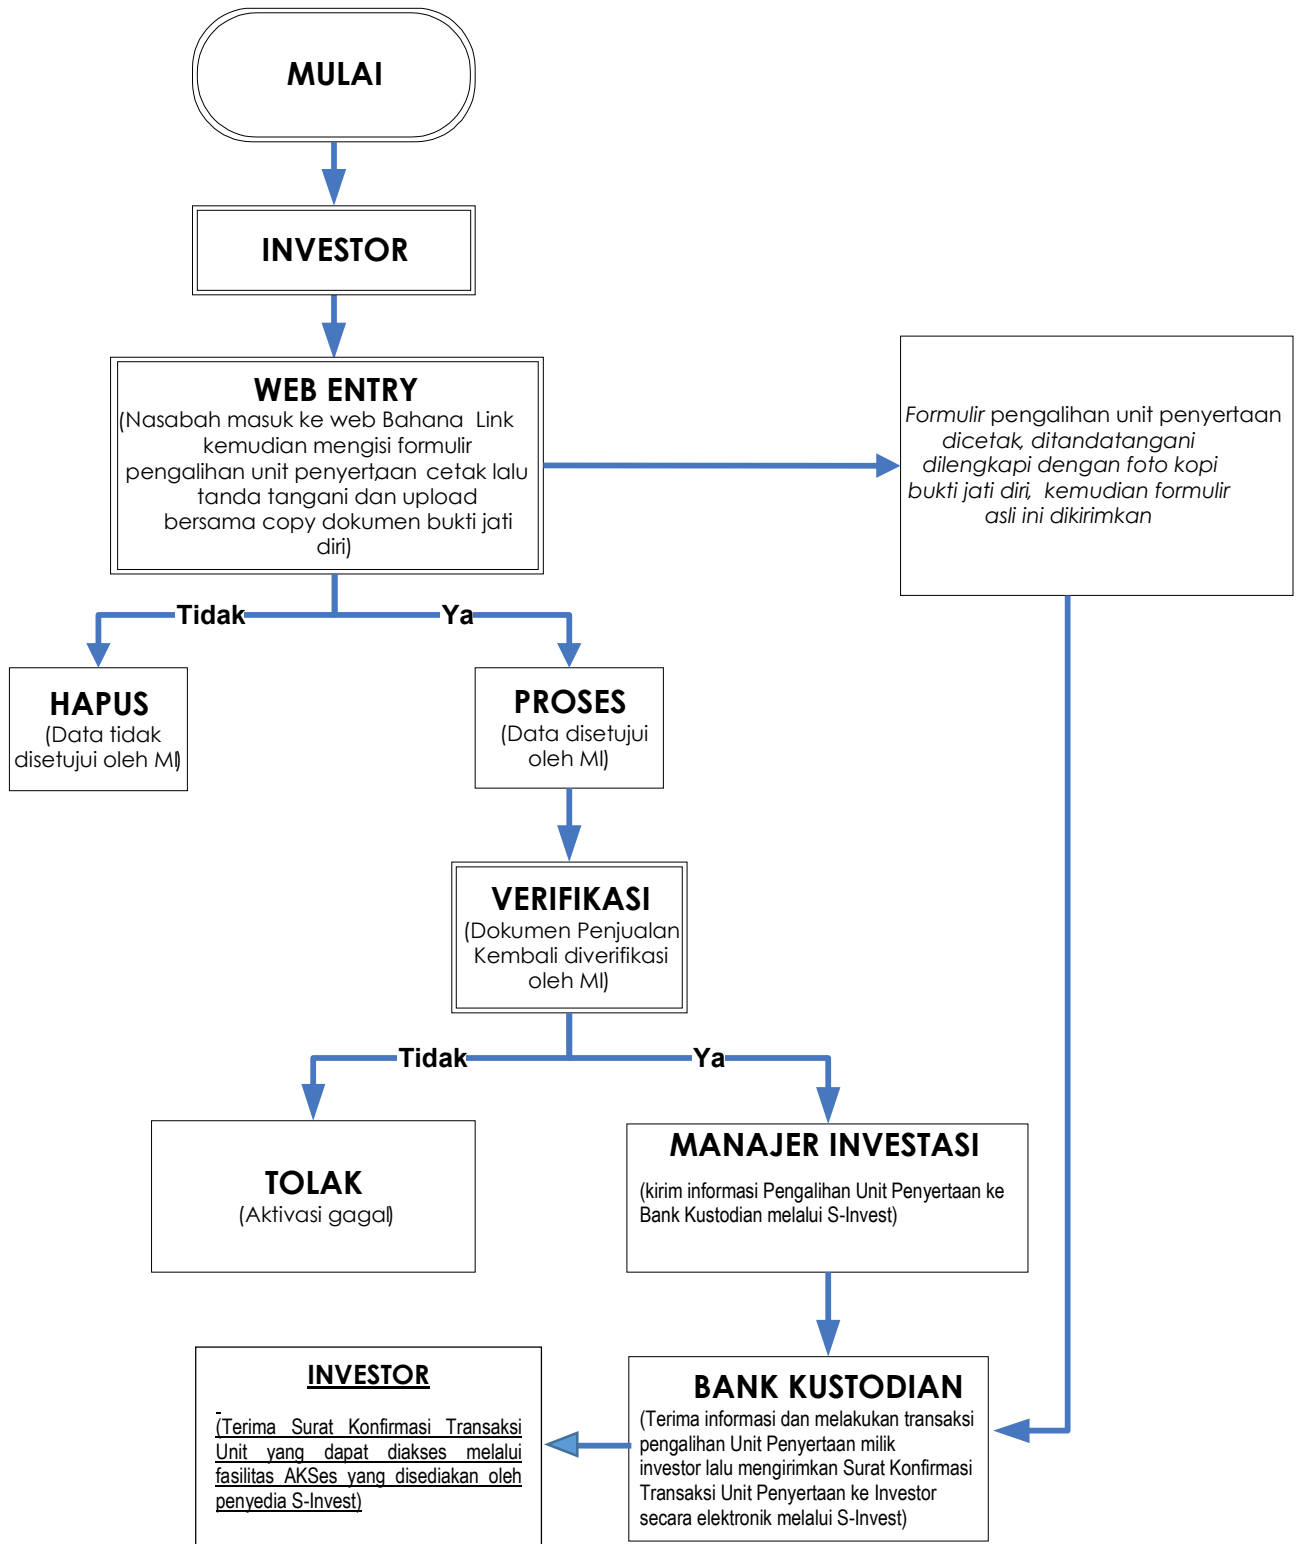 MULAI
INVESTOR
WEB ENTRY
(Nasabah masuk ke web Bahana Link
kemudian mengisi formulir
pengalihan unit penyertaan, cetak lalu
tanda tangani dan upload
bersama copy dokumen bukti jati
diri)
Formulir pengalihan unit penyertaan
dicetak, ditandatangani
dilengkapi dengan foto kopi
bukti jati diri, kemudian formulir
asli ini dikirimkan
Tidak
Ya
HAPUS
(Data tidak
disetujui oleh MI)
PROSES
(Data disetujui
oleh MI)
VERIFIKASI
(Dokumen Penjualan
Kembali diverifikasi
oleh MI)
Tidak
Ya
TOLAK
(Aktivasi gagal)
MANAJER INVESTASI
(kirim informasi Pengalihan Unit Penyertaan ke
Bank Kustodian melalui S-Invest)
INVESTOR
(Terima Surat Konfirmasi Transaksi
Unit yang dapat diakses melalui
fasilitas AKSes yang disediakan oleh
penyedia S-Invest)
BANK KUSTODIAN
(Terima informasi dan melakukan transaksi
pengalihan Unit Penyertaan milik
investor lalu mengirimkan Surat Konfirmasi
Transaksi Unit Penyertaan ke Investor
secara elektronik melalui S-Invest)